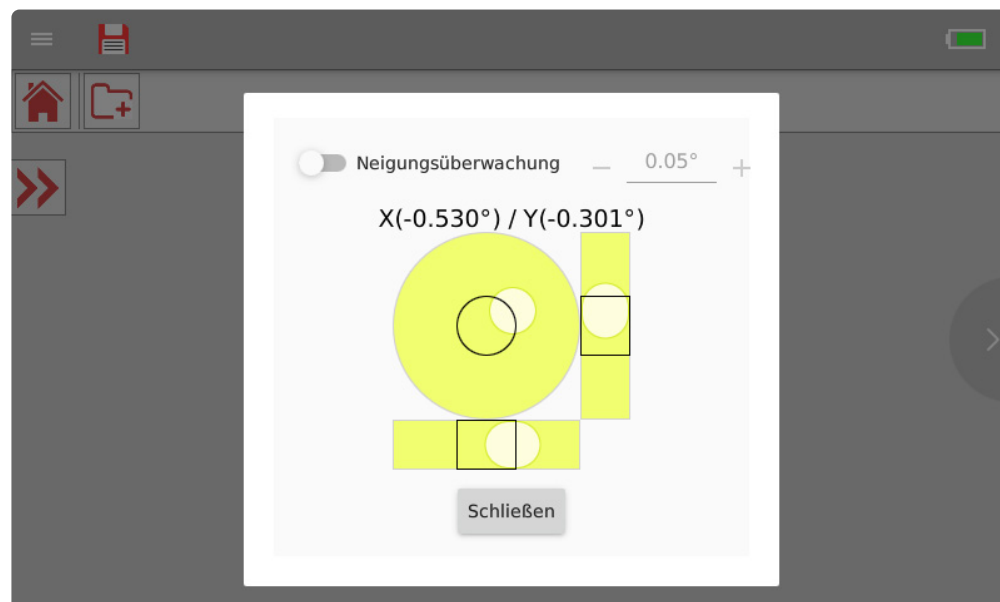 Neigungsüberwachung − 0.05° +
X(-0.530°) / Y(-0.301°)
Schließen